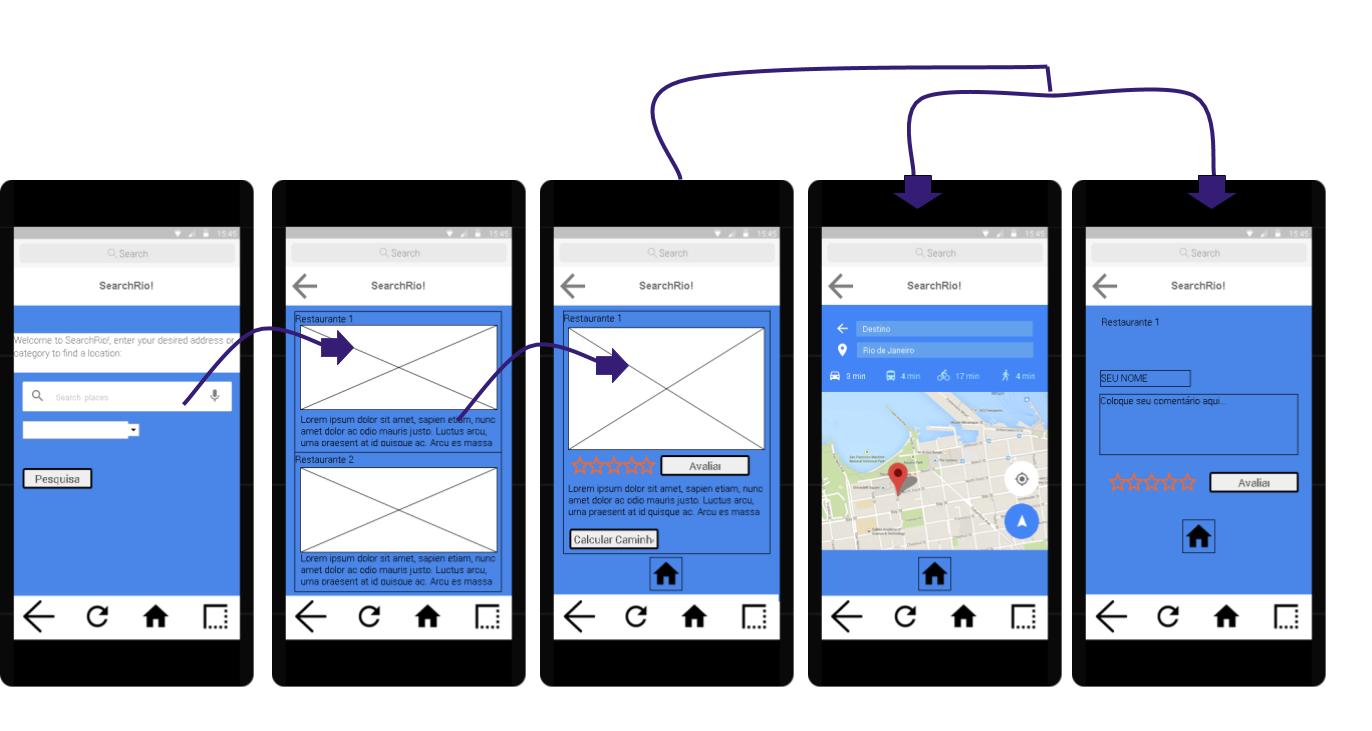 15:45
Search
SearchRio!
Welcome to SearchRio!, enter your desired address or
category to find a location:
Search places
Pesquisa
15:45
Search
SearchRio!
Restaurante 1
Lorem ipsum dolor sit amet, sapien etiam, nunc
amet dolor ac odio mauris justo. Luctus arcu,
urna praesent at id quisque ac. Arcu es massa
Restaurante 2
Lorem ipsum dolor sit amet, sapien etiam, nunc
amet dolor ac odio mauris justo. Luctus arcu,
urna praesent at id quisque ac. Arcu es massa
15:45
Search
SearchRio!
Restaurante 1
Avaliar
Lorem ipsum dolor sit amet, sapien etiam, nunc
amet dolor ac odio mauris justo. Luctus arcu,
urna praesent at id quisque ac. Arcu es massa
Calcular Caminh
15:45
Search
SearchRio!
Destino
Rio de Janeiro
3 min 4 min 17 min 4 min
15:45
Search
SearchRio!
Restaurante 1
SEU NOME
Coloque seu comentário aqui...
Avaliar